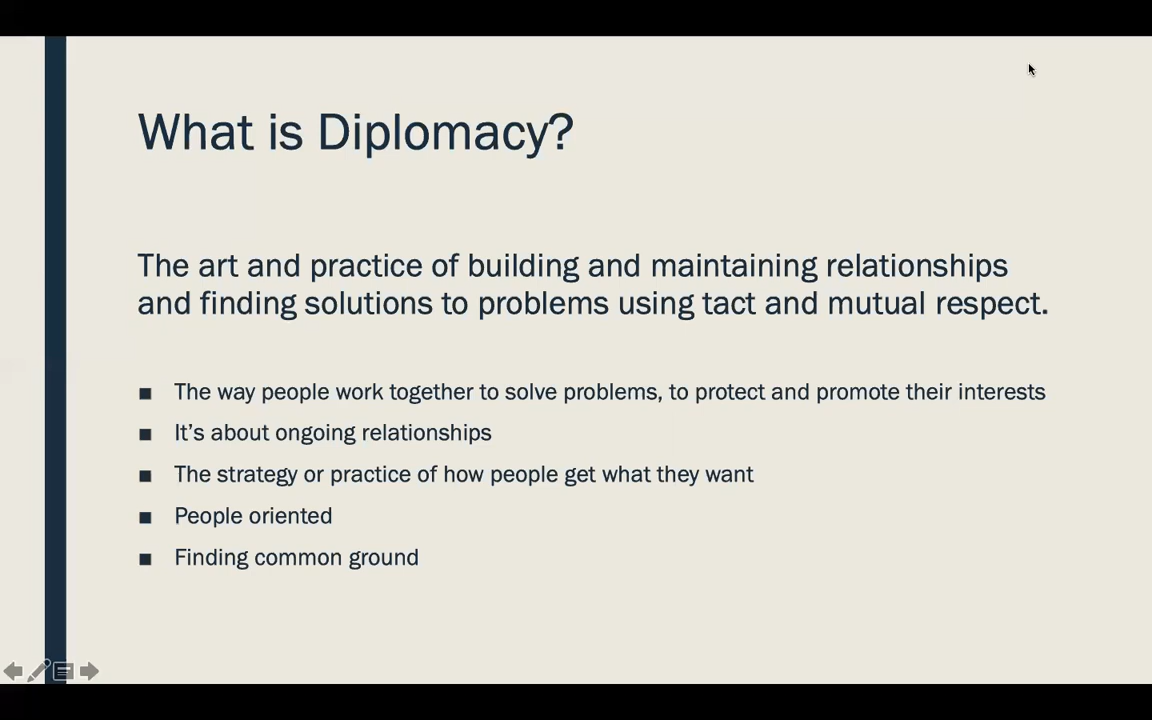 What is Diplomacy?
The art and practice of building and maintaining relationships
and finding solutions to problems using tact and mutual respect.
■ The way people work together to solve problems, to protect and promote their interests
■ It’s about ongoing relationships
■ The strategy or practice of how people get what they want
■ People oriented
■ Finding common ground